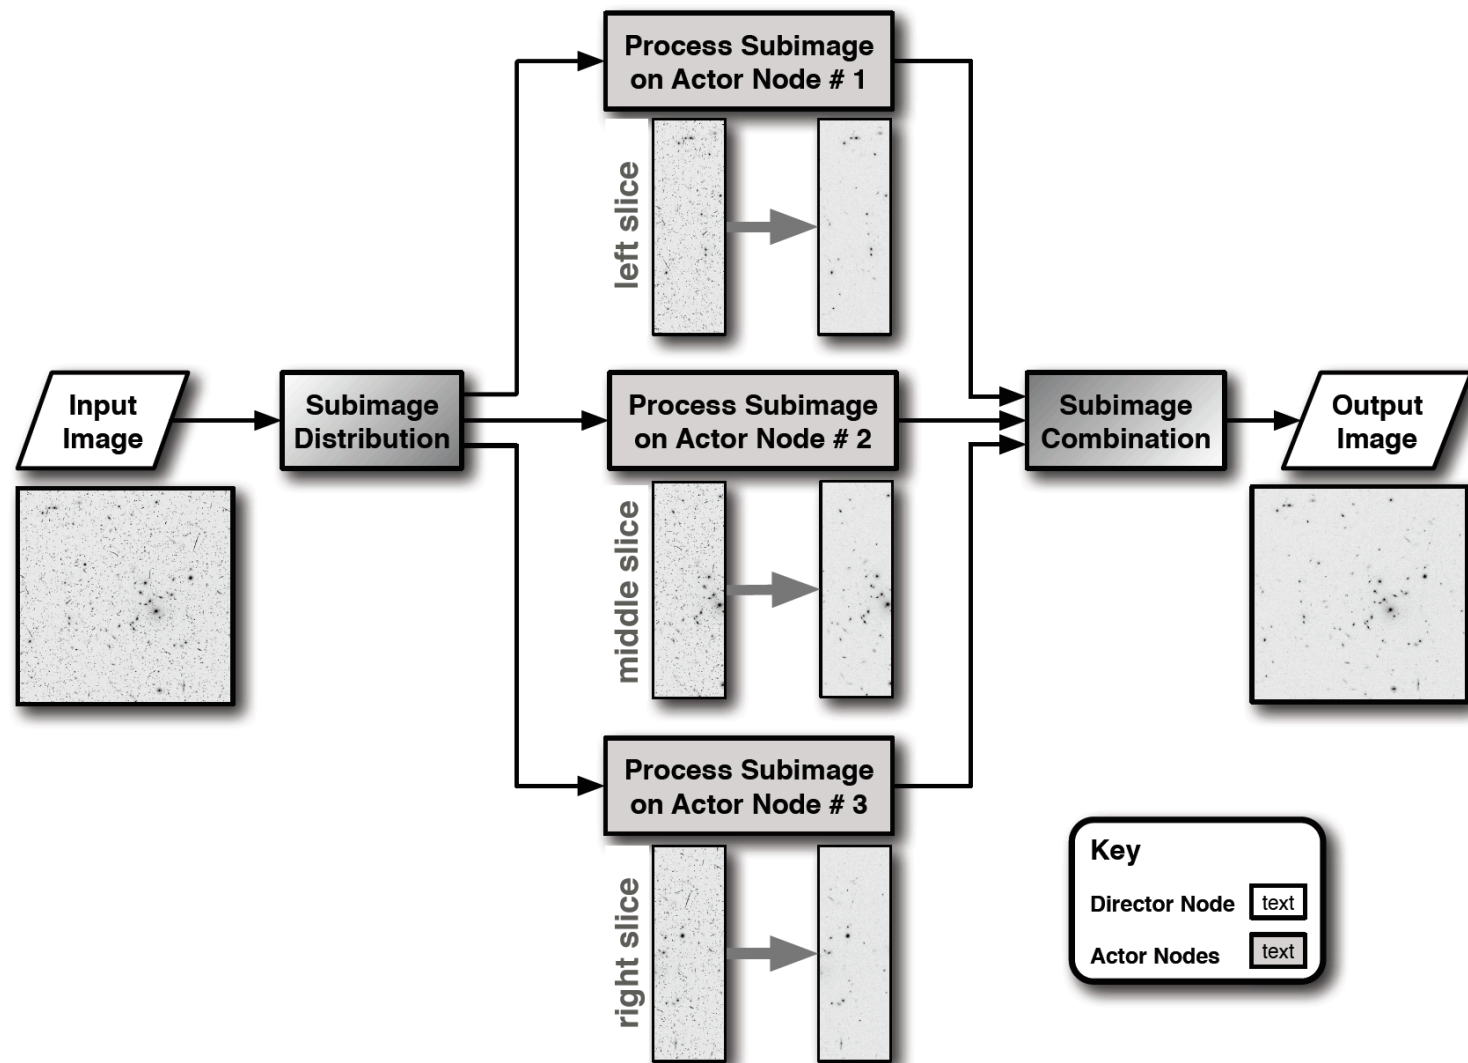 Process Subimage
on Actor Node # 1
left slice
Input
Image
Subimage
Distribution
Process Subimage
on Actor Node # 2
Subimage
Combination
Output
Image
middle slice
Process Subimage
on Actor Node # 3
right slice
Key
Director Node text
Actor Nodes text